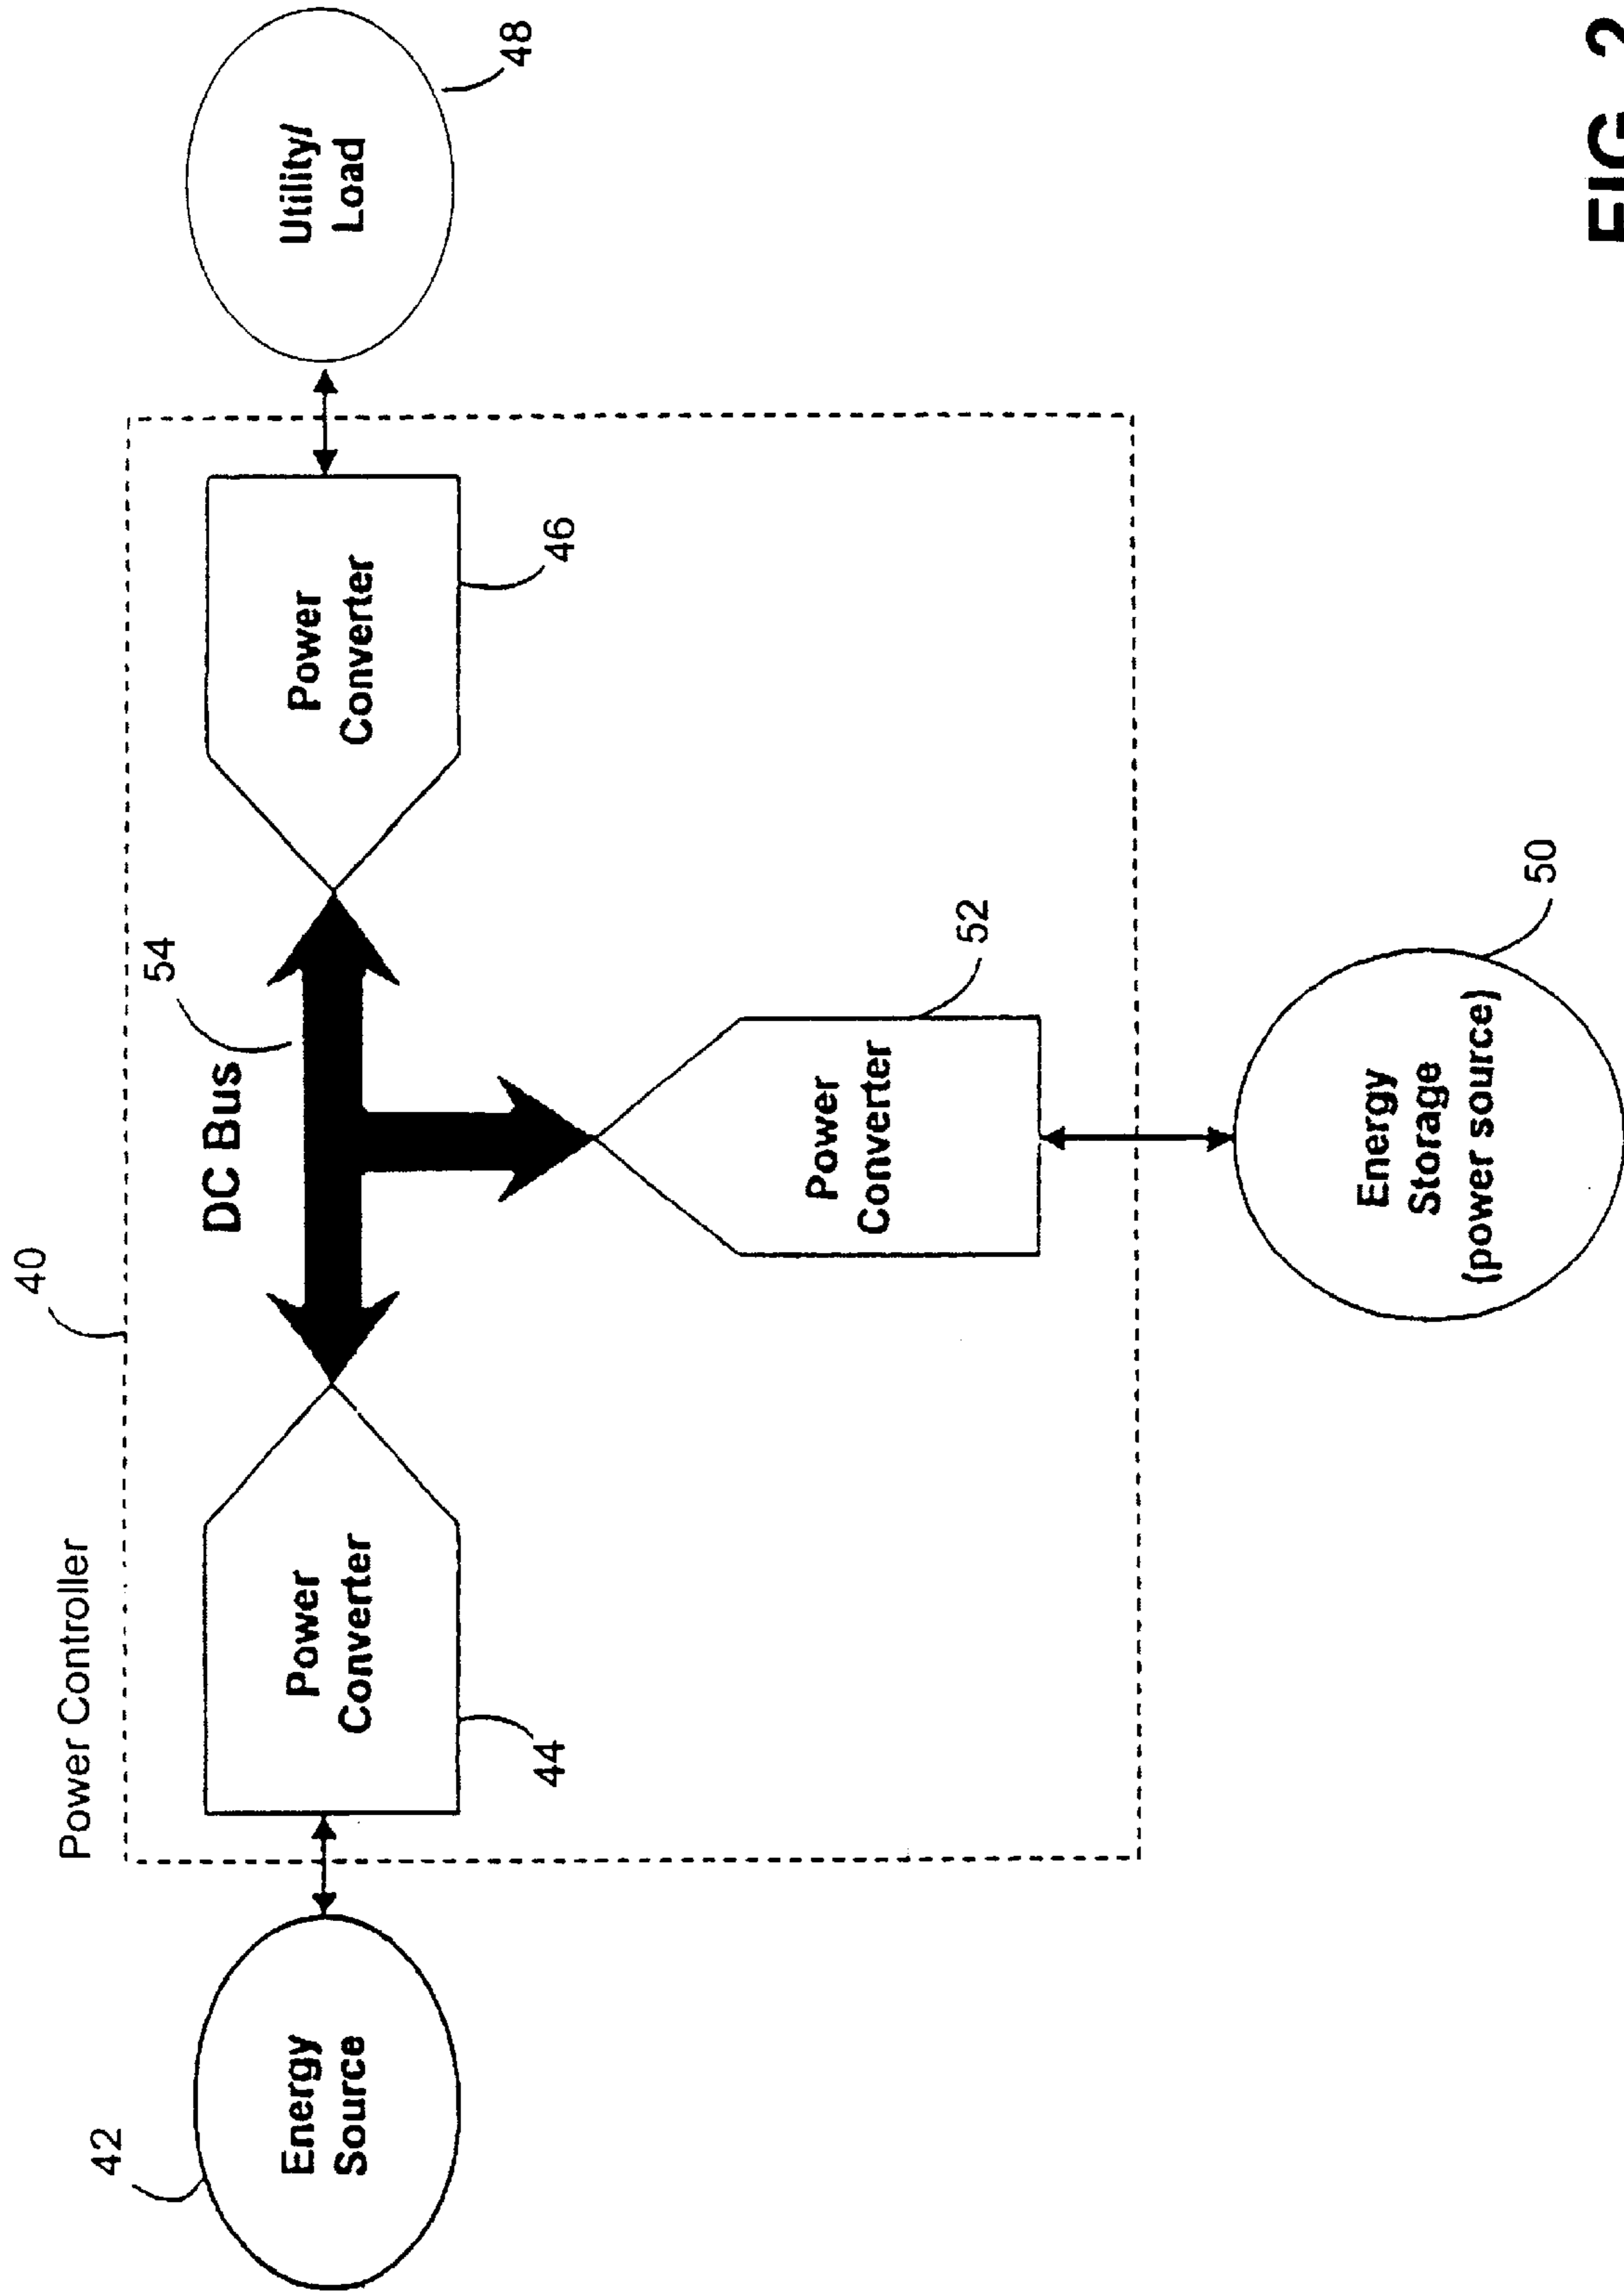 Power Controller
40
42
Energy
Source
44
Power
Converter
DC Bus
54
Power
Converter
46
Utility/
Load
48
Power
Converter
52
Energy
Storage
(power source)
50
FIG. 2